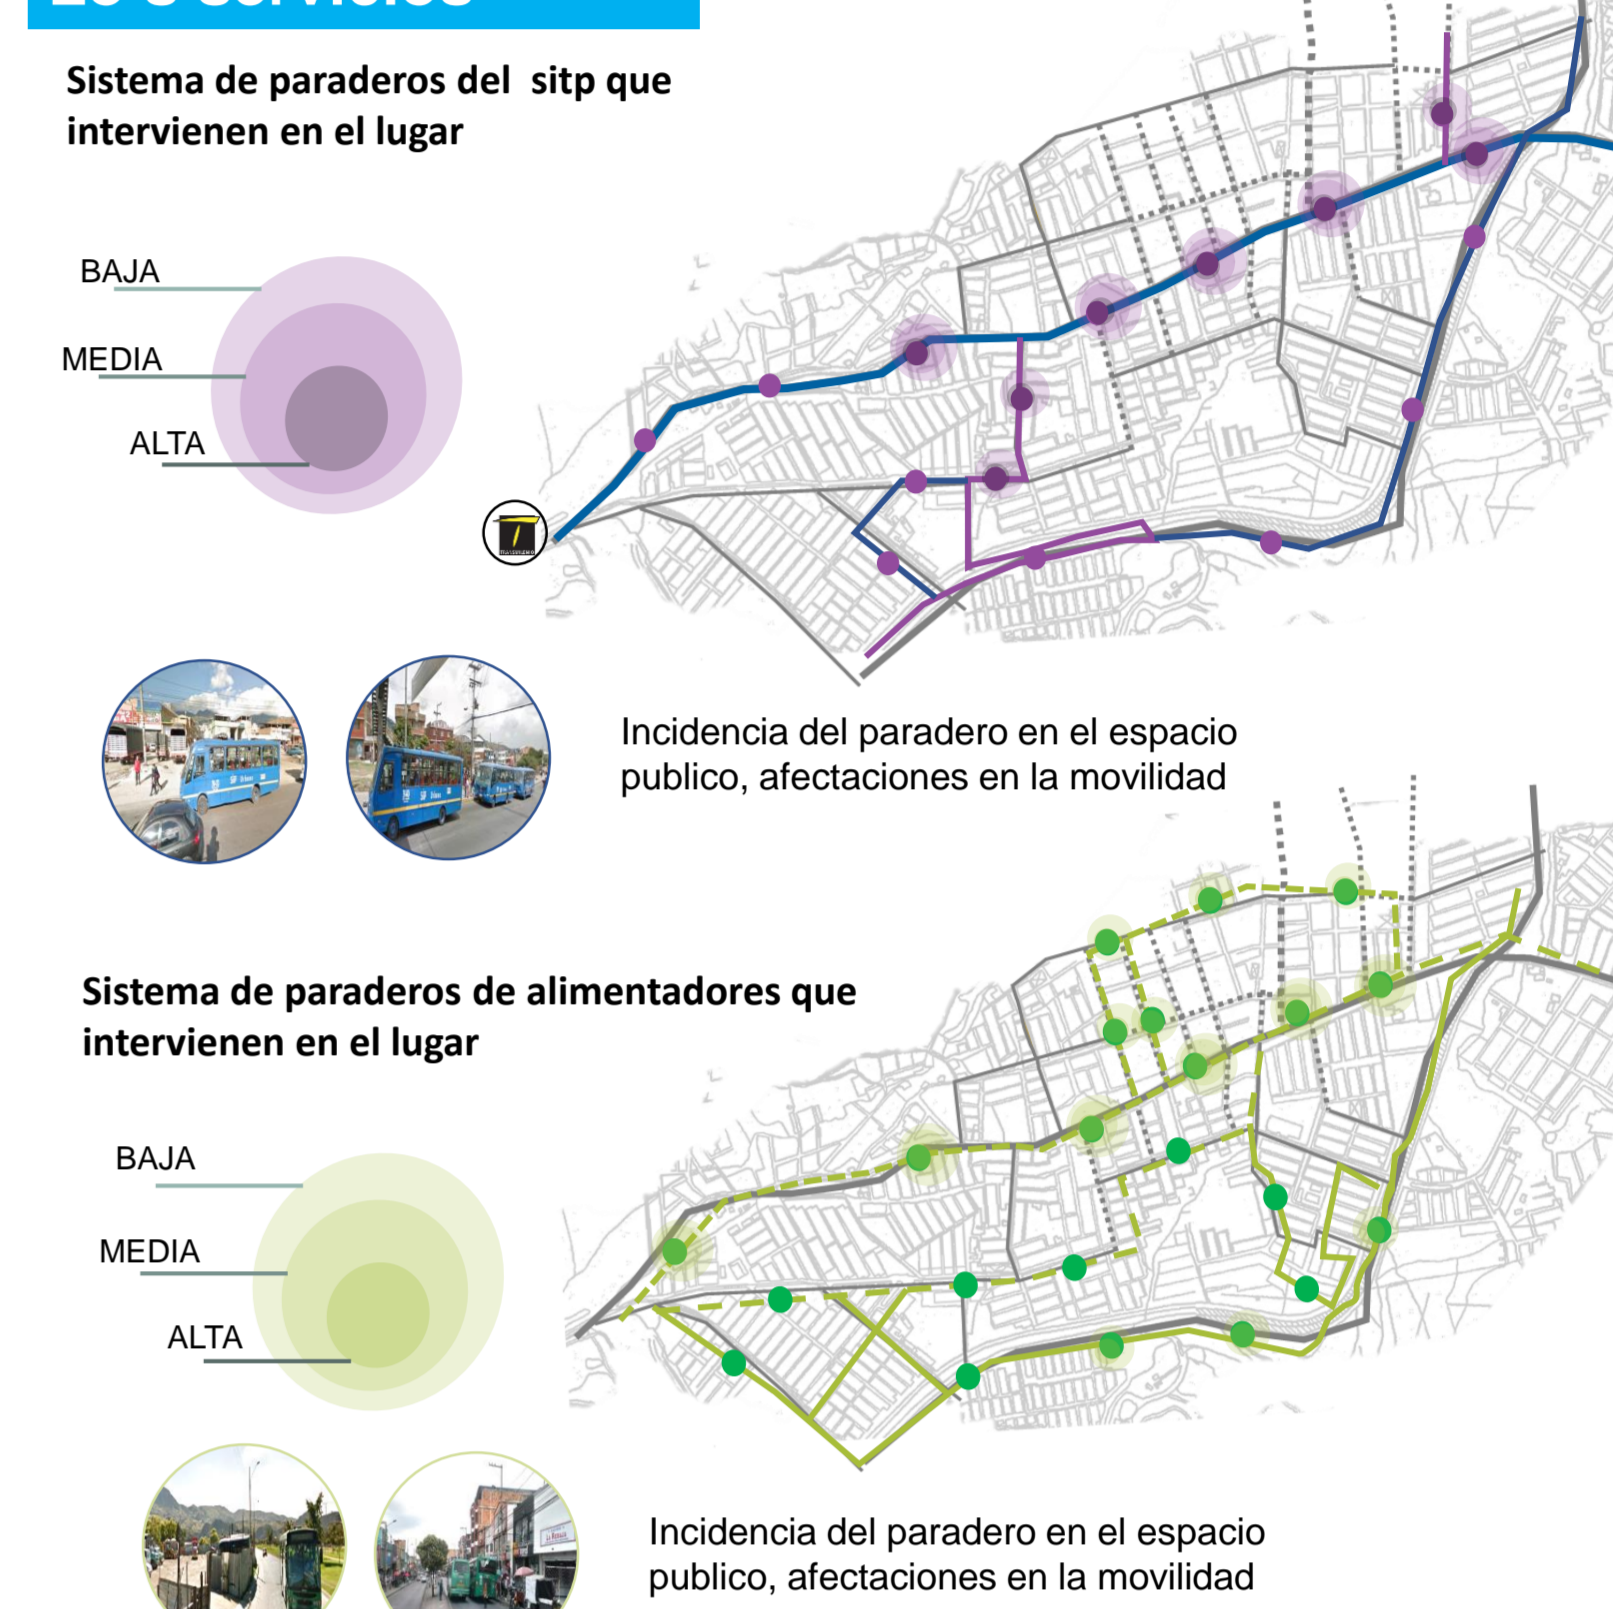 Sistema de paraderos del sitp que
intervienen en el lugar
BAJA
MEDIA
ALTA
Incidencia del paradero en el espacio
publico, afectaciones en la movilidad
Sistema de paraderos de alimentadores que
intervienen en el lugar
BAJA
MEDIA
ALTA
Incidencia del paradero en el espacio
publico, afectaciones en la movilidad